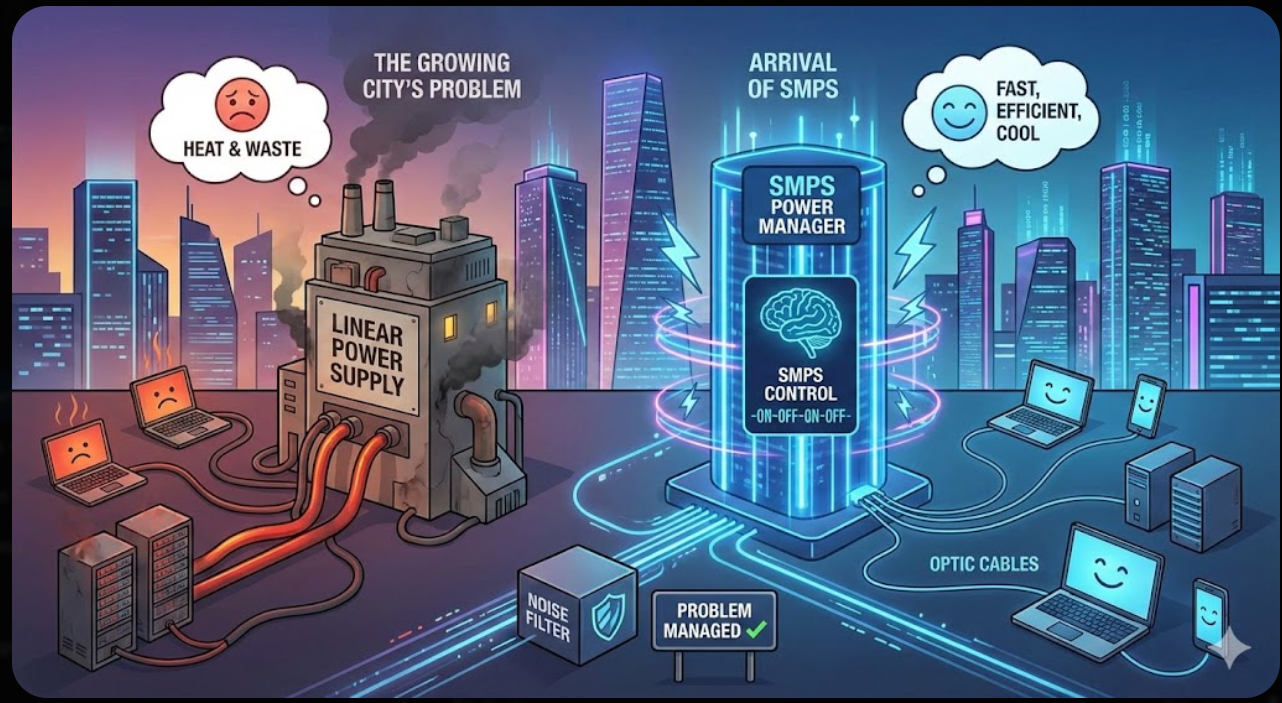 THE GROWING
CITY'S PROBLEM
HEAT & WASTE
LINEAR
POWER
SUPPLY
ARRIVAL
OF SMPS
FAST,
EFFICIENT,
COOL
SMPS
POWER
MANAGER
SMPS
CONTROL
-ON-OFF-ON-OFF-
OPTIC CABLES
NOISE
FILTER
PROBLEM
MANAGED